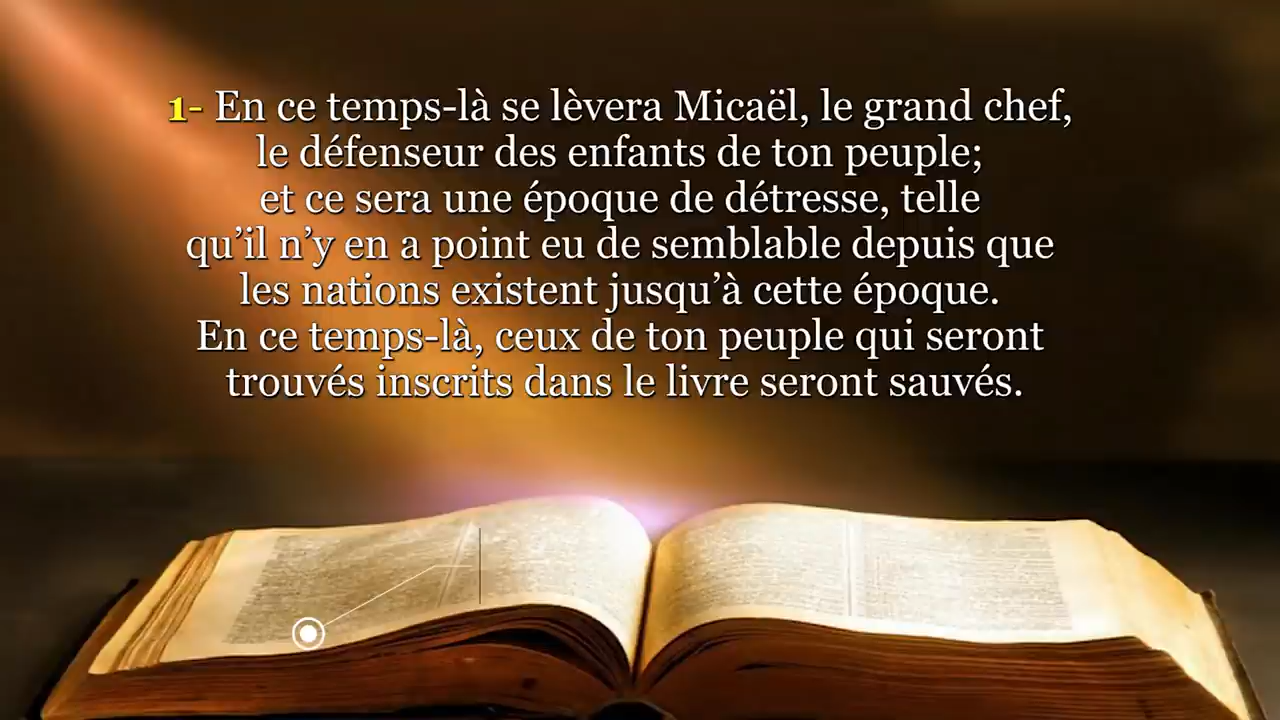 1- En ce temps-là se lèvera Micaël, le grand chef,
le défenseur des enfants de ton peuple;
et ce sera une époque de détresse, telle
qu’il n’y en a point eu de semblable depuis que
les nations existent jusqu’à cette époque.
En ce temps-là, ceux de ton peuple qui seront
trouvés inscrits dans le livre seront sauvés.